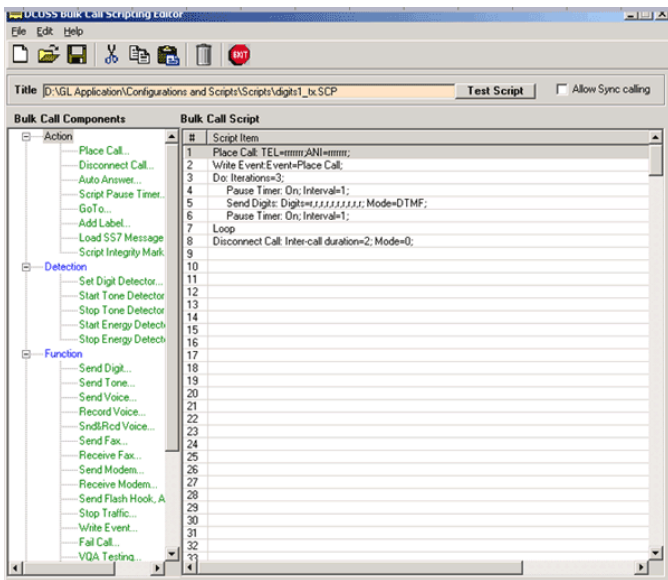 DCOSS Bulk Call Scripting Editor
File Edit Help
EXIT
Title D:\GL Application\Configurations and Scripts\Scripts\digits1_tx.SCP Test Script Allow Sync calling
Bulk Call Components Bulk Call Script
Action
Place Call...
Disconnect Call...
Auto Answer...
Script Pause Timer..
GoTo...
Add Label...
Load SS7 Message
Script Integrity Mark
Detection
Set Digit Detector...
Start Tone Detector
Stop Tone Detector
Start Energy Detect
Stop Energy Detect
Function
Send Digit...
Send Tone...
Send Voice...
Record Voice...
Snd&Rcd Voice...
Send Fax...
Receive Fax...
Send Modem...
Receive Modem...
Send Flash Hook, A
Stop Traffic...
Write Event...
Fail Call...
VQA Testing...
# Script Item
1 Place Call: TEL=rrrrrrr;ANI=rrrrrrr;
2 Write Event:Event=Place Call;
3 Do: Iterations=3;
4 Pause Timer: On; Interval=1;
5 Send Digits: Digits=r,r,r,r,r,r,r,r,r,r; Mode=DTMF;
6 Pause Timer: On; Interval=1;
7 Loop
8 Disconnect Call: Inter-call duration=2; Mode=0;
9
10
11
12
13
14
15
16
17
18
19
20
21
22
23
24
25
26
27
28
29
30
31
32
33